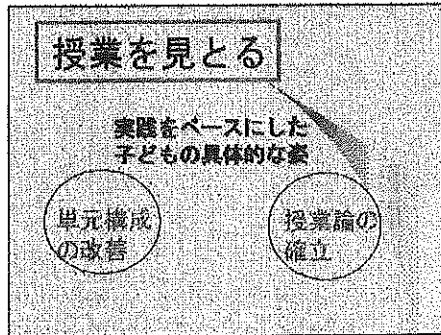 授業を見とる
実践をベースにした
子どもの具体的な姿
単元構成
の改善
授業論の
確立